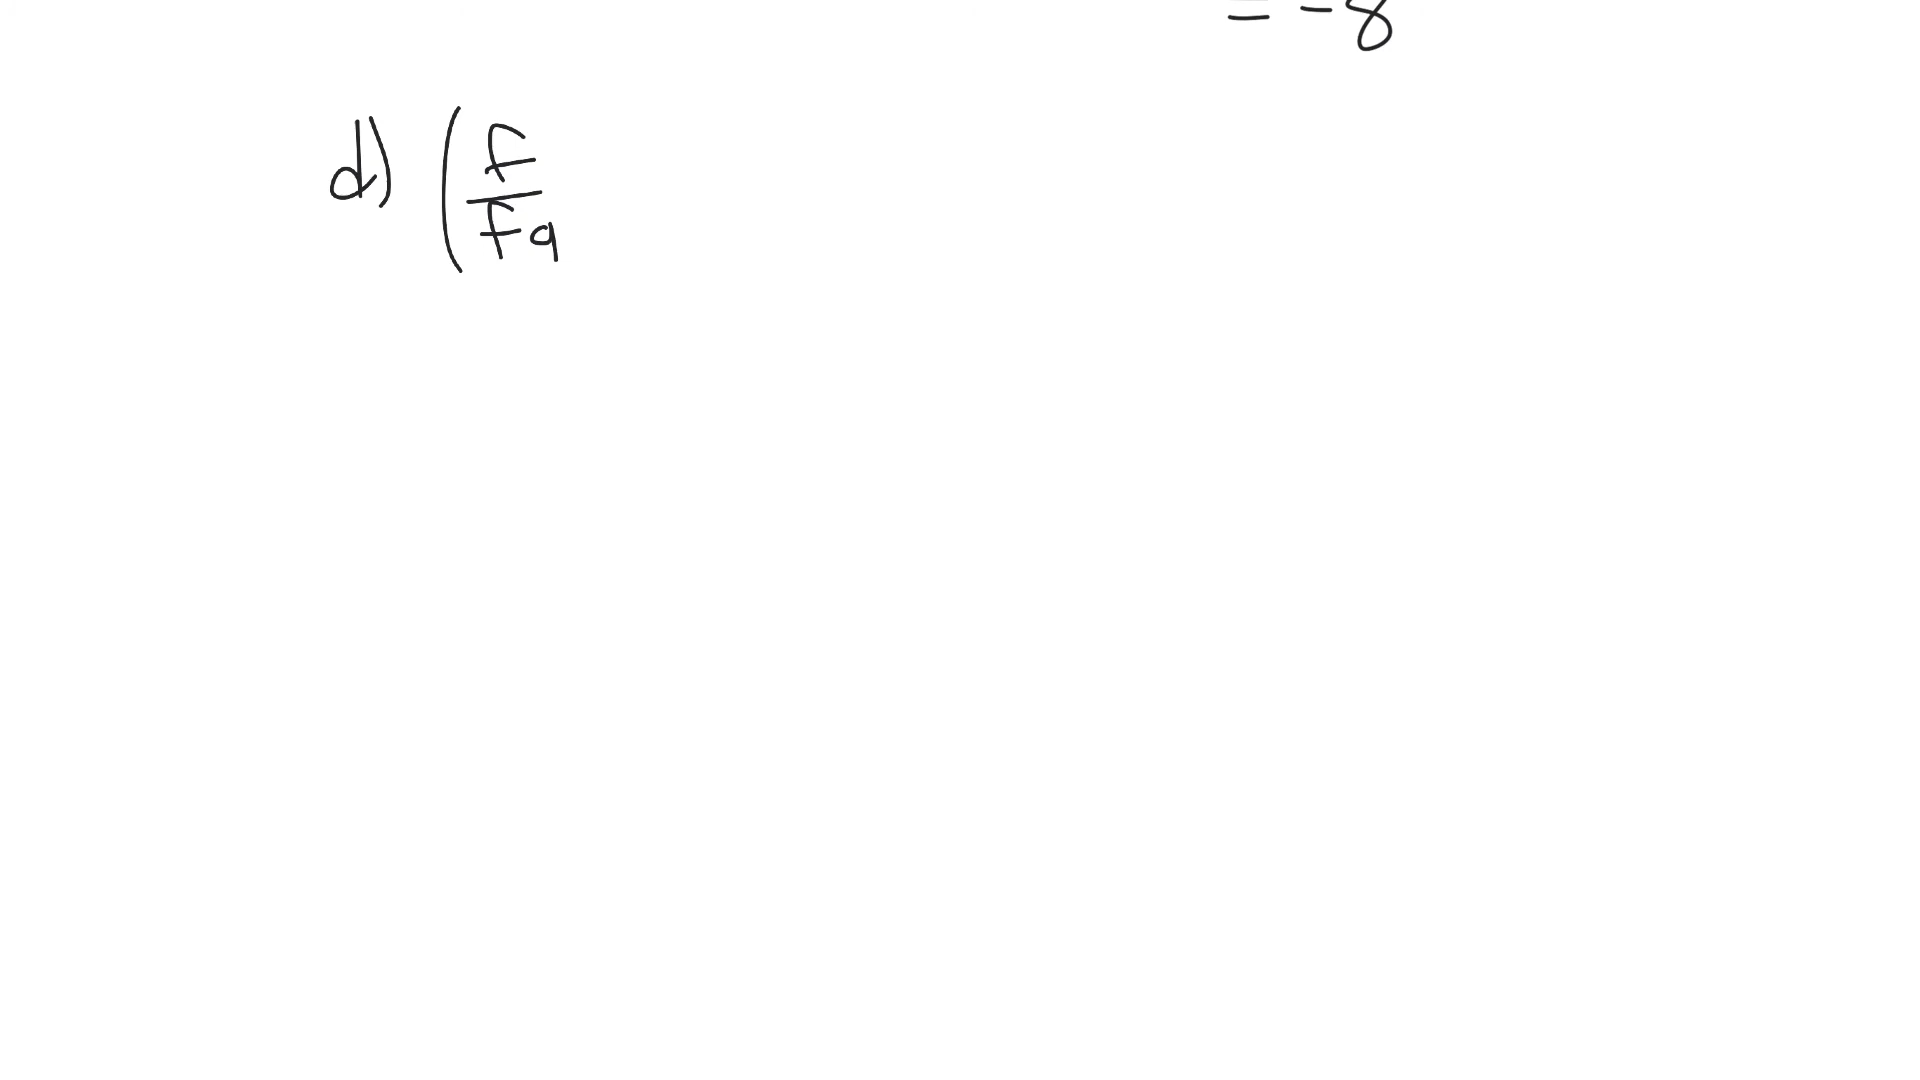 = -8
d) (f
fg